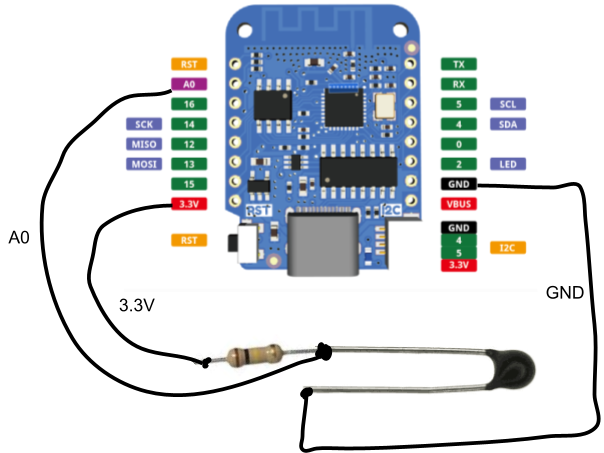 RST
TX
A0
RX
16
5
SCL
SCK
14
4
SDA
MISO
12
0
MOSI
13
2
LED
15
GND
3.3V
VBUS
RST
I2C
GND
RST
4
5
I2C
3.3V
A0
3.3V
GND